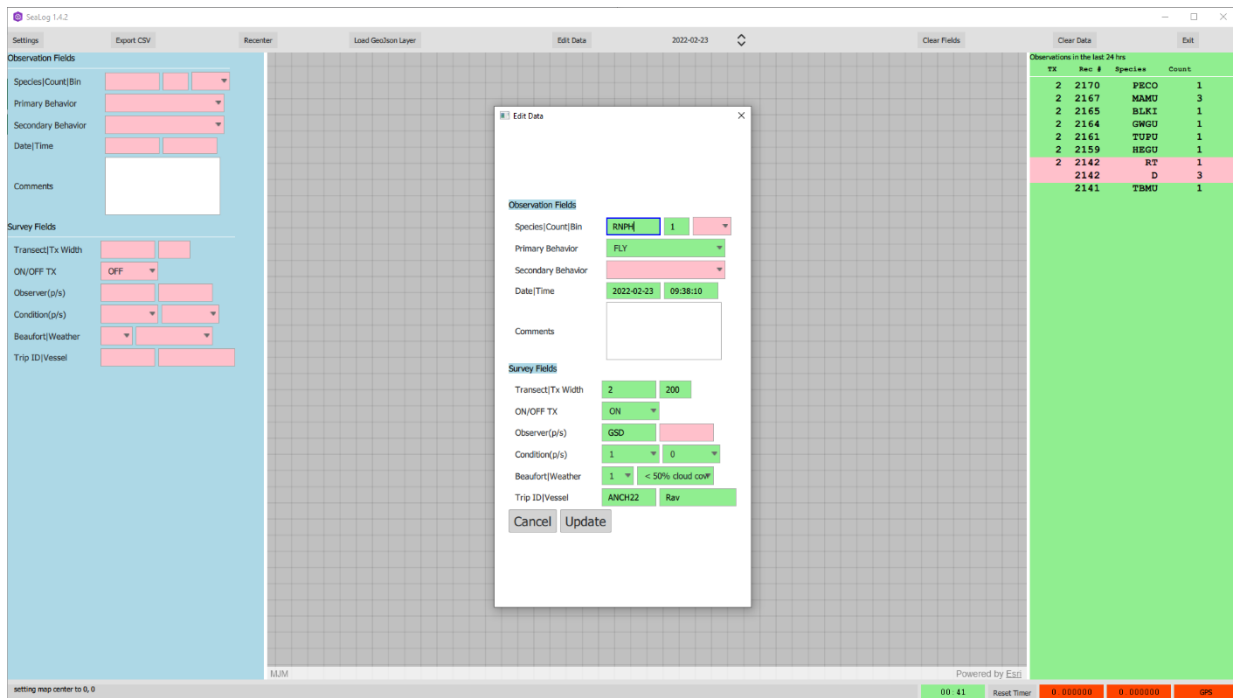 SeaLog 1.4.2
Settings Export CSV Recenter Load GeoJson Layer Edit Data 2022-02-23 Clear Fields Clear Data Exit
Observation Fields
Species|Count|Bin
Primary Behavior
Secondary Behavior
Date|Time
Comments
Survey Fields
Transect|Tx Width
ON/OFF TX OFF
Observer(p/s)
Condition(p/s)
Beaufort|Weather
Trip ID|Vessel
Edit Data
Observation Fields
Species|Count|Bin RNPH 1
Primary Behavior FLY
Secondary Behavior
Date|Time 2022-02-23 09:38:10
Comments
Survey Fields
Transect|Tx Width 2 200
ON/OFF TX ON
Observer(p/s) GSD
Condition(p/s) 1 0
Beaufort|Weather 1 < 50% cloud cov
Trip ID|Vessel ANCH22 Rav
Cancel Update
Observations in the last 24 hrs
TX Rec # Species Count
2 2170 PECO 1
2 2167 MAMU 3
2 2165 BLKI 1
2 2164 GWGU 1
2 2161 TUPU 1
2 2159 HEGU 1
2 2142 RT 1
2142 D 3
2141 TBMU 1
MJM Powered by Esri
setting map center to 0, 0 00:41 Reset Timer 0.000000 0.000000 GPS